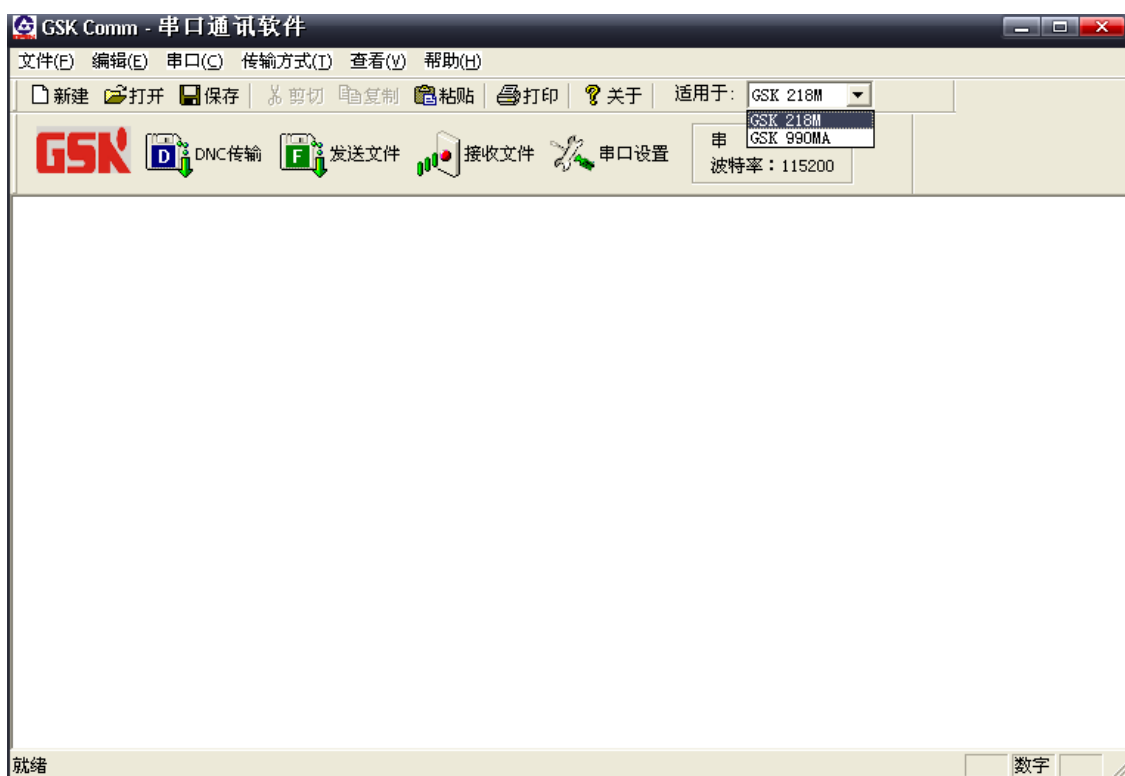 GSK Comm - 串口通讯软件
文件(F) 编辑(E) 串口(C) 传输方式(T) 查看(V) 帮助(H)
新建 打开 保存 剪切 复制 粘贴 打印 关于 适用于: GSK 218M
GSK 218M
GSK 990MA
GSK DNC传输 发送文件 接收文件 串口设置 串
波特率：115200
就绪 数字